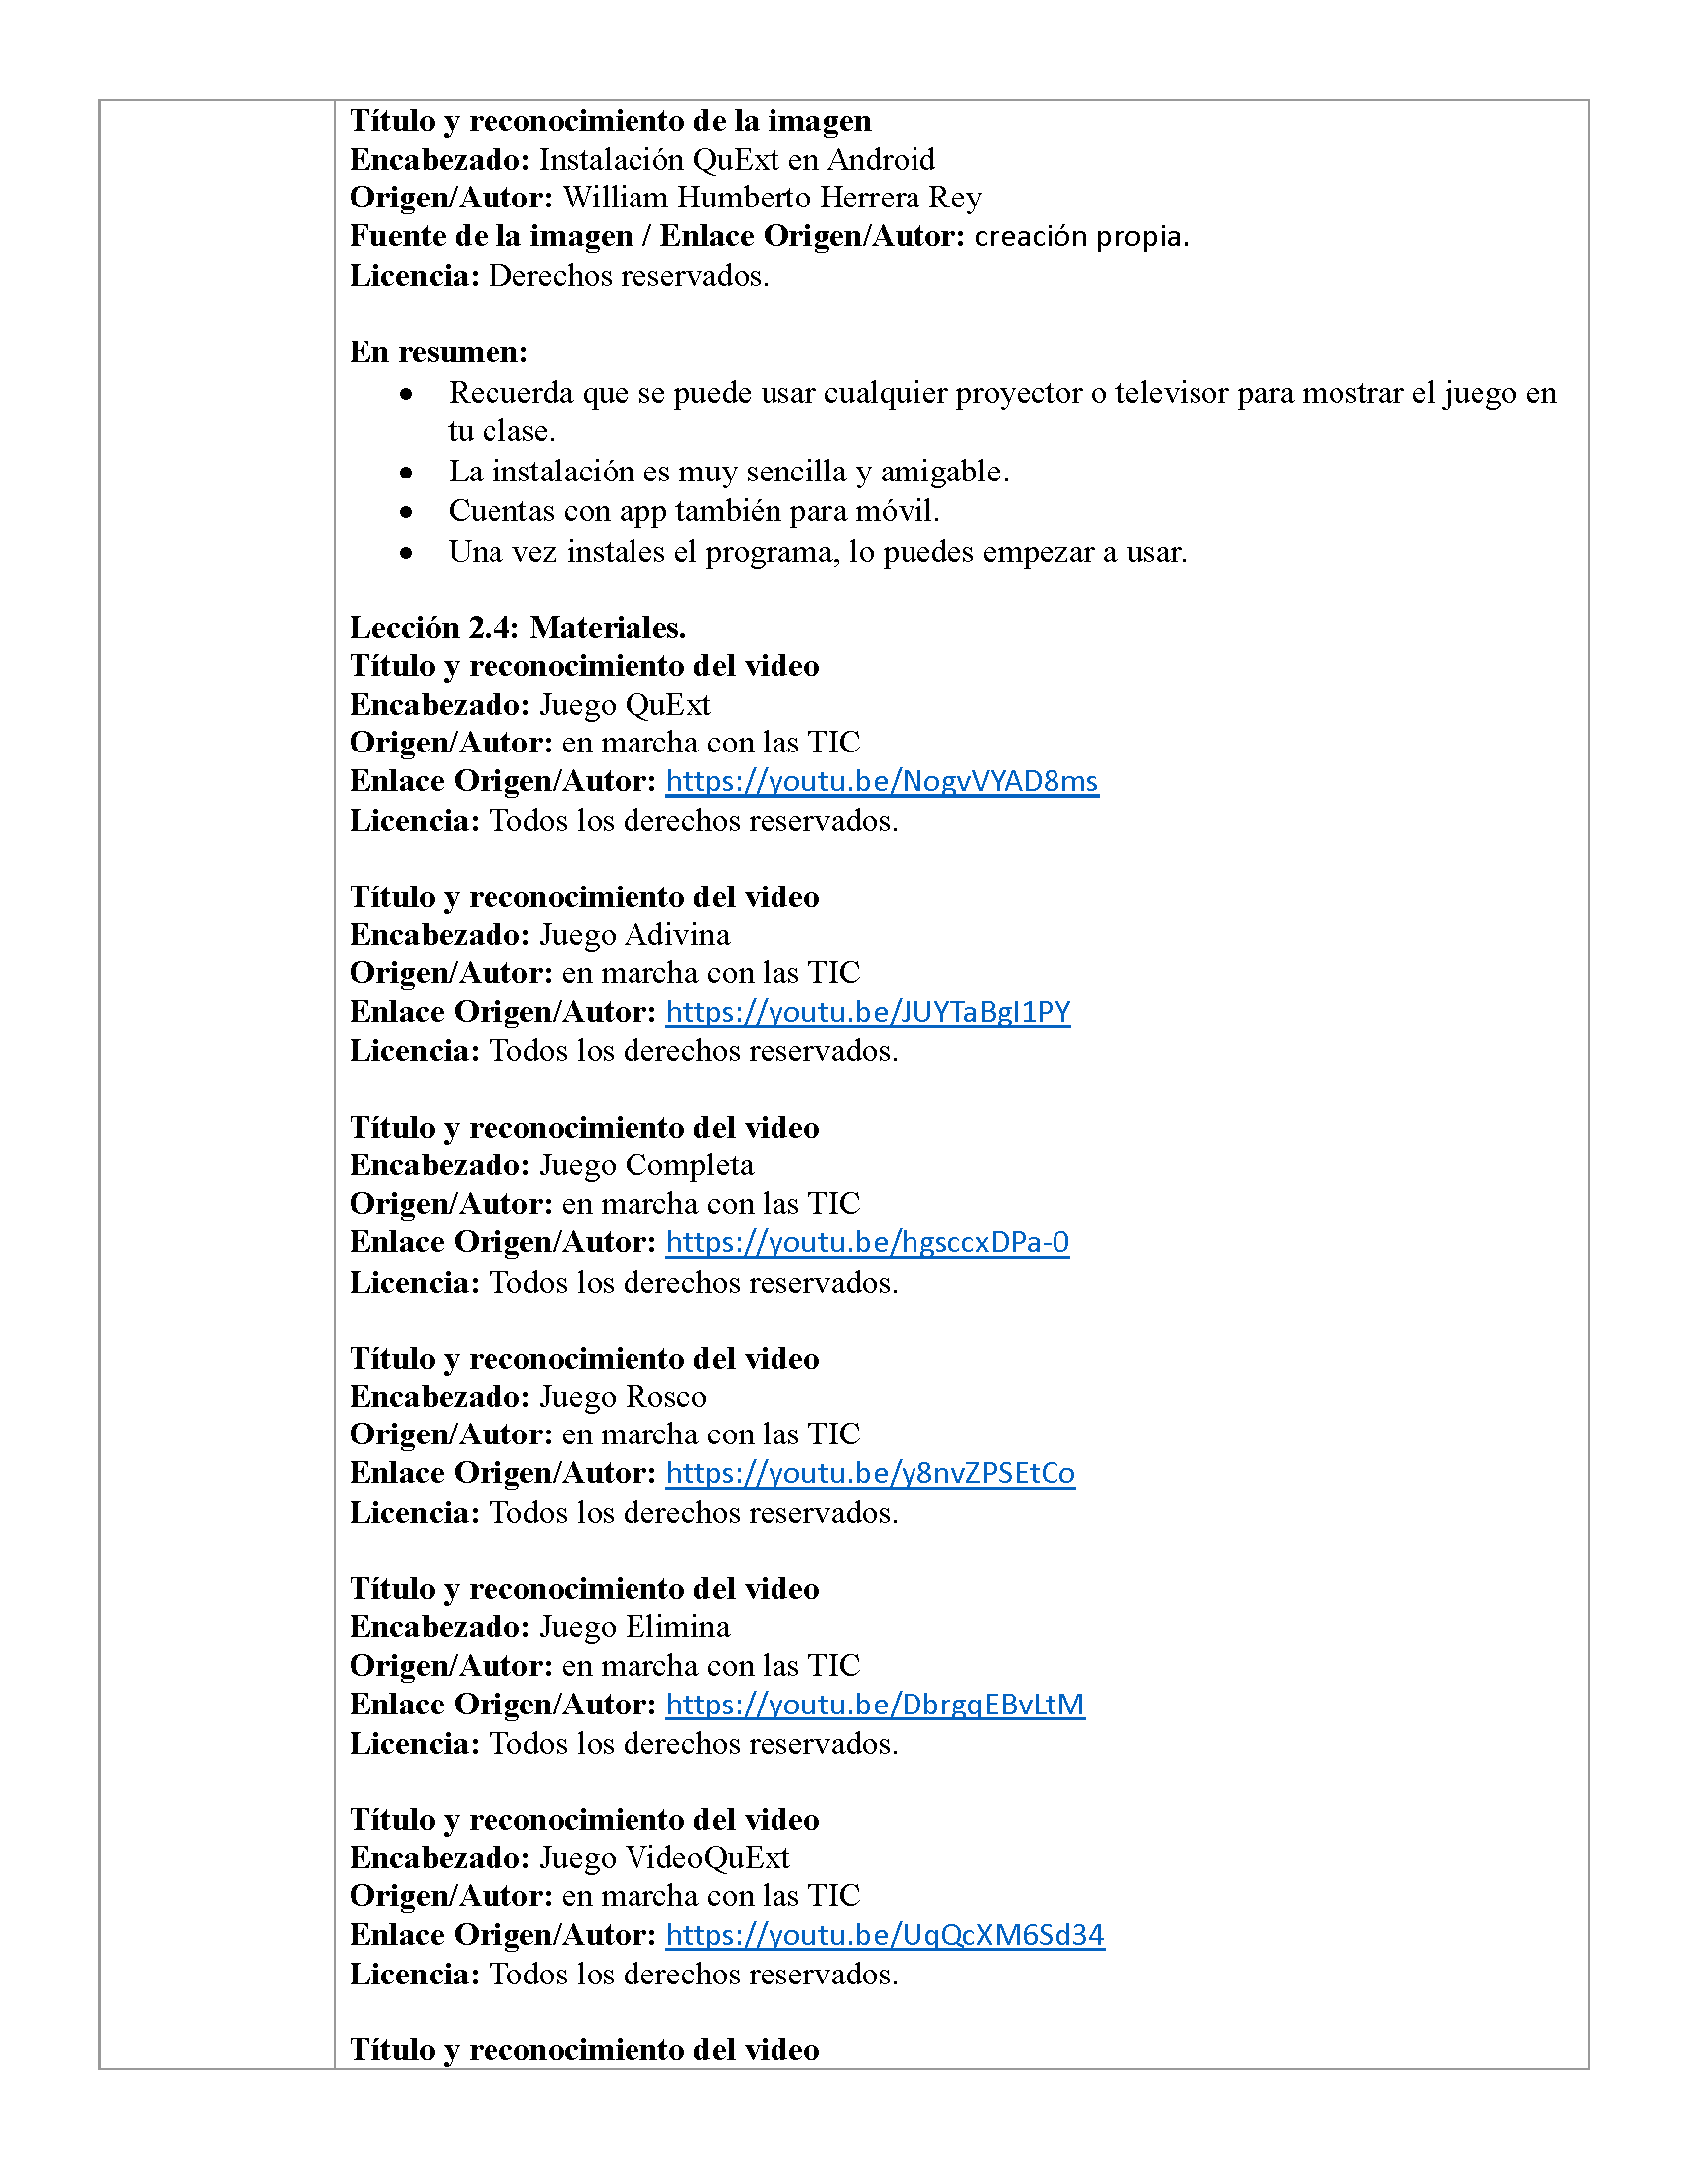 Título y reconocimiento de la imagen
Encabezado: Instalación QuExt en Android
Origen/Autor: William Humberto Herrera Rey
Fuente de la imagen / Enlace Origen/Autor: creación propia.
Licencia: Derechos reservados.
En resumen:
• Recuerda que se puede usar cualquier proyector o televisor para mostrar el juego en
tu clase.
• La instalación es muy sencilla y amigable.
• Cuentas con app también para móvil.
• Una vez instales el programa, lo puedes empezar a usar.
Lección 2.4: Materiales.
Título y reconocimiento del video
Encabezado: Juego QuExt
Origen/Autor: en marcha con las TIC
Enlace Origen/Autor: https://youtu.be/NogvVYAD8ms
Licencia: Todos los derechos reservados.
Título y reconocimiento del video
Encabezado: Juego Adivina
Origen/Autor: en marcha con las TIC
Enlace Origen/Autor: https://youtu.be/JUYTaBgI1PY
Licencia: Todos los derechos reservados.
Título y reconocimiento del video
Encabezado: Juego Completa
Origen/Autor: en marcha con las TIC
Enlace Origen/Autor: https://youtu.be/hgsccxDPa-0
Licencia: Todos los derechos reservados.
Título y reconocimiento del video
Encabezado: Juego Rosco
Origen/Autor: en marcha con las TIC
Enlace Origen/Autor: https://youtu.be/y8nvZPSEtCo
Licencia: Todos los derechos reservados.
Título y reconocimiento del video
Encabezado: Juego Elimina
Origen/Autor: en marcha con las TIC
Enlace Origen/Autor: https://youtu.be/DbrgqEBvLtM
Licencia: Todos los derechos reservados.
Título y reconocimiento del video
Encabezado: Juego VideoQuExt
Origen/Autor: en marcha con las TIC
Enlace Origen/Autor: https://youtu.be/UqQcXM6Sd34
Licencia: Todos los derechos reservados.
Título y reconocimiento del video